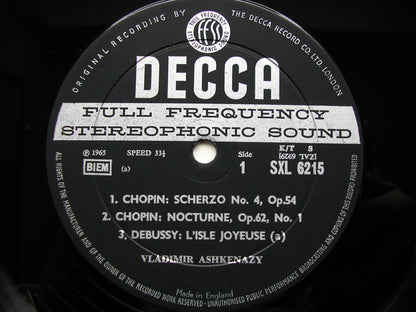 ORIGINAL RECORDING BY THE DECCA RECORD CO. LTD. LONDON
FULL FREQUENCY
STEREOPHONIC SOUND
FFSS
DECCA
FULL FREQUENCY
STEREOPHONIC SOUND
℗ 1965 SPEED 33⅓ Side K/T S
BIEM (a) 1 SXL 6215
1. CHOPIN: SCHERZO No. 4, Op.54
2. CHOPIN: NOCTURNE, Op.62, No. 1
3. DEBUSSY: L'ISLE JOYEUSE (a)
VLADIMIR ASHKENAZY
Made in England
ALL RIGHTS OF THE MANUFACTURER AND OF THE OWNER OF THE RECORDED WORK RESERVED · UNAUTHORISED PUBLIC PERFORMANCE BROADCASTING AND COPYING OF THIS RECORD PROHIBITED